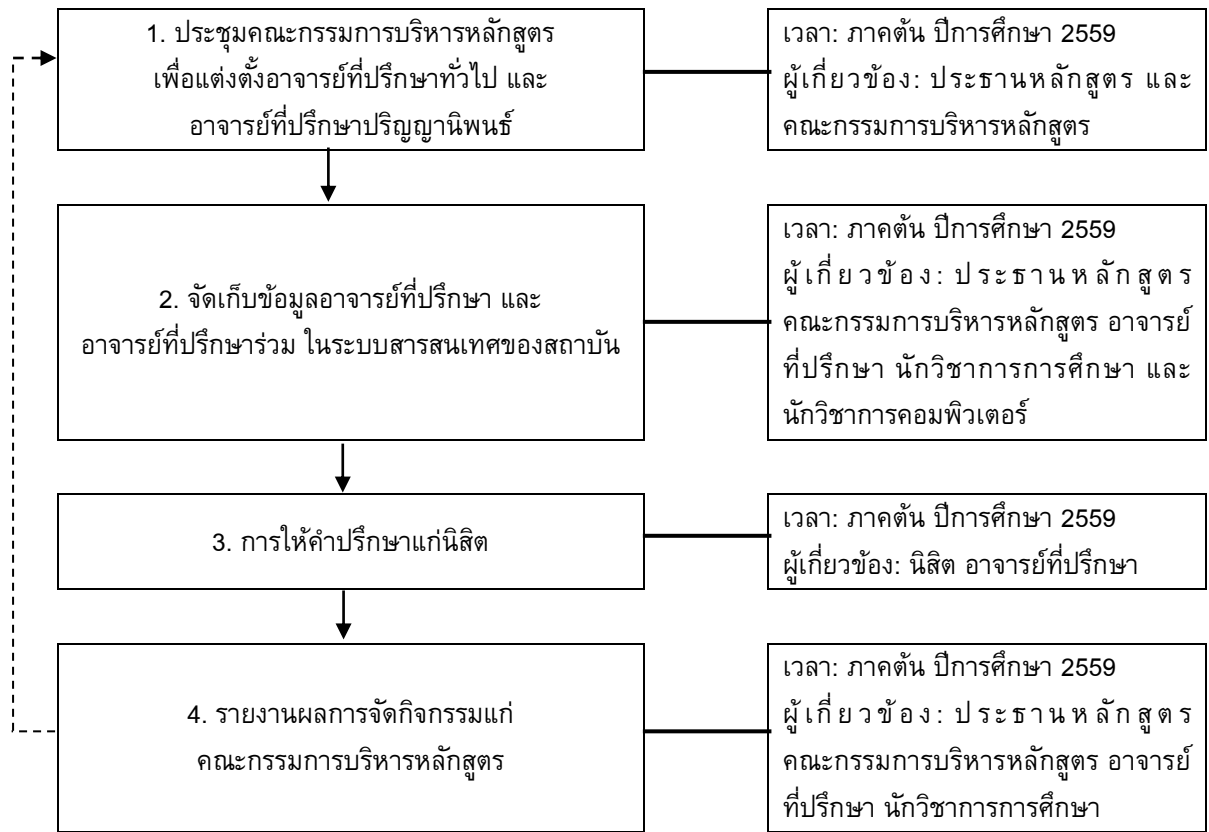 1. ประชุมคณะกรรมการบริหารหลักสูตร
เพื่อแต่งตั้งอาจารย์ที่ปรึกษาทั่วไป และ
อาจารย์ที่ปรึกษาปริญญานิพนธ์
เวลา: ภาคต้น ปีการศึกษา 2559
ผู้เกี่ยวข้อง: ประธานหลักสูตร และ
คณะกรรมการบริหารหลักสูตร
2. จัดเก็บข้อมูลอาจารย์ที่ปรึกษา และ
อาจารย์ที่ปรึกษาร่วม ในระบบสารสนเทศของสถาบัน
เวลา: ภาคต้น ปีการศึกษา 2559
ผู้เกี่ยวข้อง: ประธานหลักสูตร
คณะกรรมการบริหารหลักสูตร อาจารย์
ที่ปรึกษา นักวิชาการการศึกษา และ
นักวิชาการคอมพิวเตอร์
3. การให้คำปรึกษาแก่นิสิต
เวลา: ภาคต้น ปีการศึกษา 2559
ผู้เกี่ยวข้อง: นิสิต อาจารย์ที่ปรึกษา
4. รายงานผลการจัดกิจกรรมแก่
คณะกรรมการบริหารหลักสูตร
เวลา: ภาคต้น ปีการศึกษา 2559
ผู้เกี่ยวข้อง: ประธานหลักสูตร
คณะกรรมการบริหารหลักสูตร อาจารย์
ที่ปรึกษา นักวิชาการการศึกษา